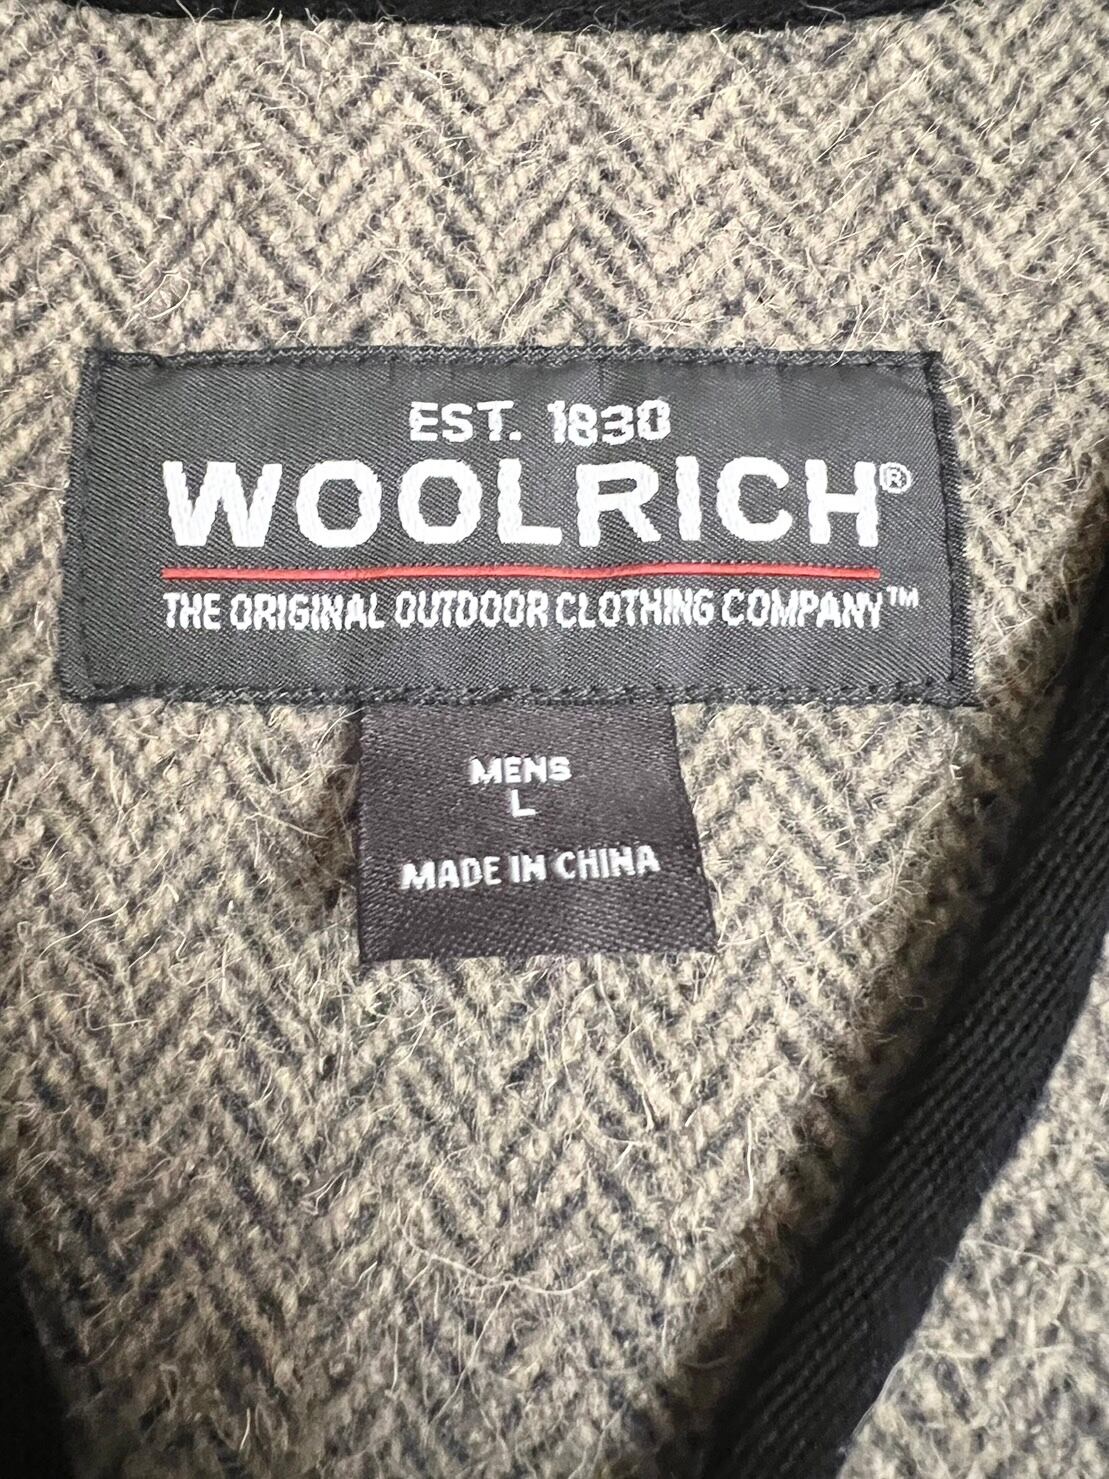 EST. 1830
WOOLRICH®
THE ORIGINAL OUTDOOR CLOTHING COMPANY™
MENS
L
MADE IN CHINA